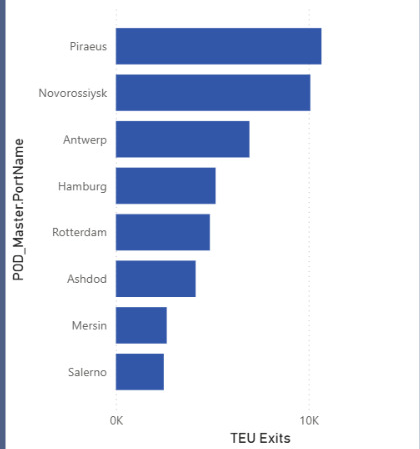 POD_Master.PortName
Piraeus
Novorossiysk
Antwerp
Hamburg
Rotterdam
Ashdod
Mersin
Salerno
0K
10K
TEU Exits